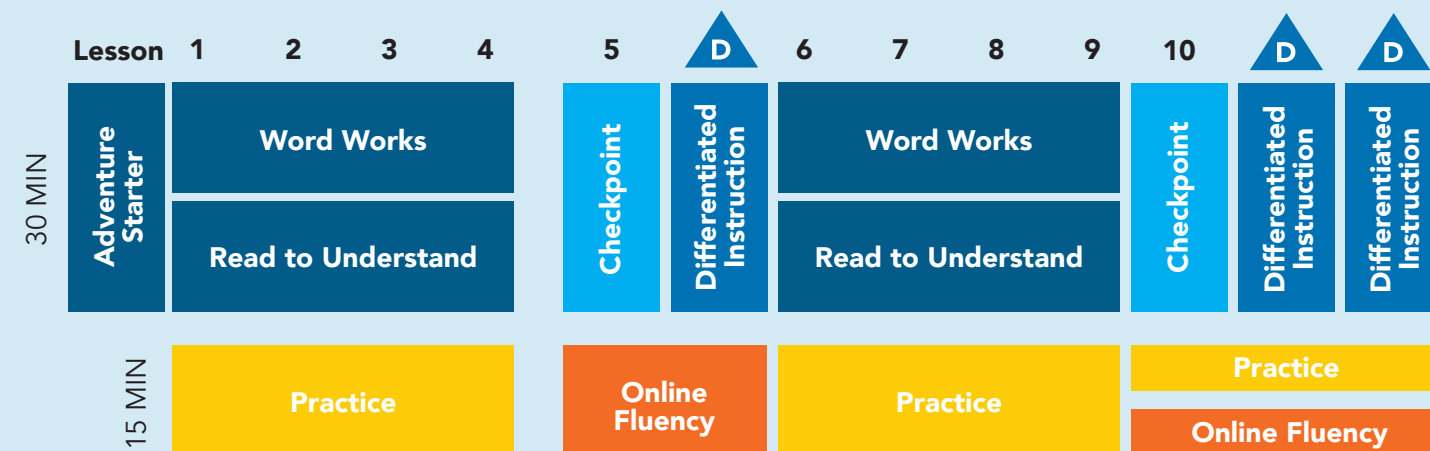 Lesson 1 2 3 4 5 D 6 7 8 9 10 D D
30 MIN
Adventure
Starter
Word Works
Read to Understand
Checkpoint
Differentiated
Instruction
Word Works
Read to Understand
Checkpoint
Differentiated
Instruction
Differentiated
Instruction
15 MIN
Practice
Online
Fluency
Practice
Practice
Online Fluency